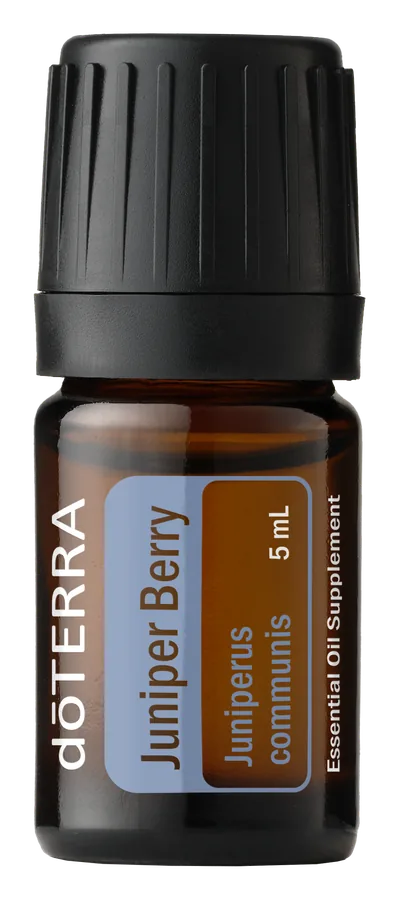 dōTERRA
Juniper Berry
Juniperus
communis
5 mL
Essential Oil Supplement